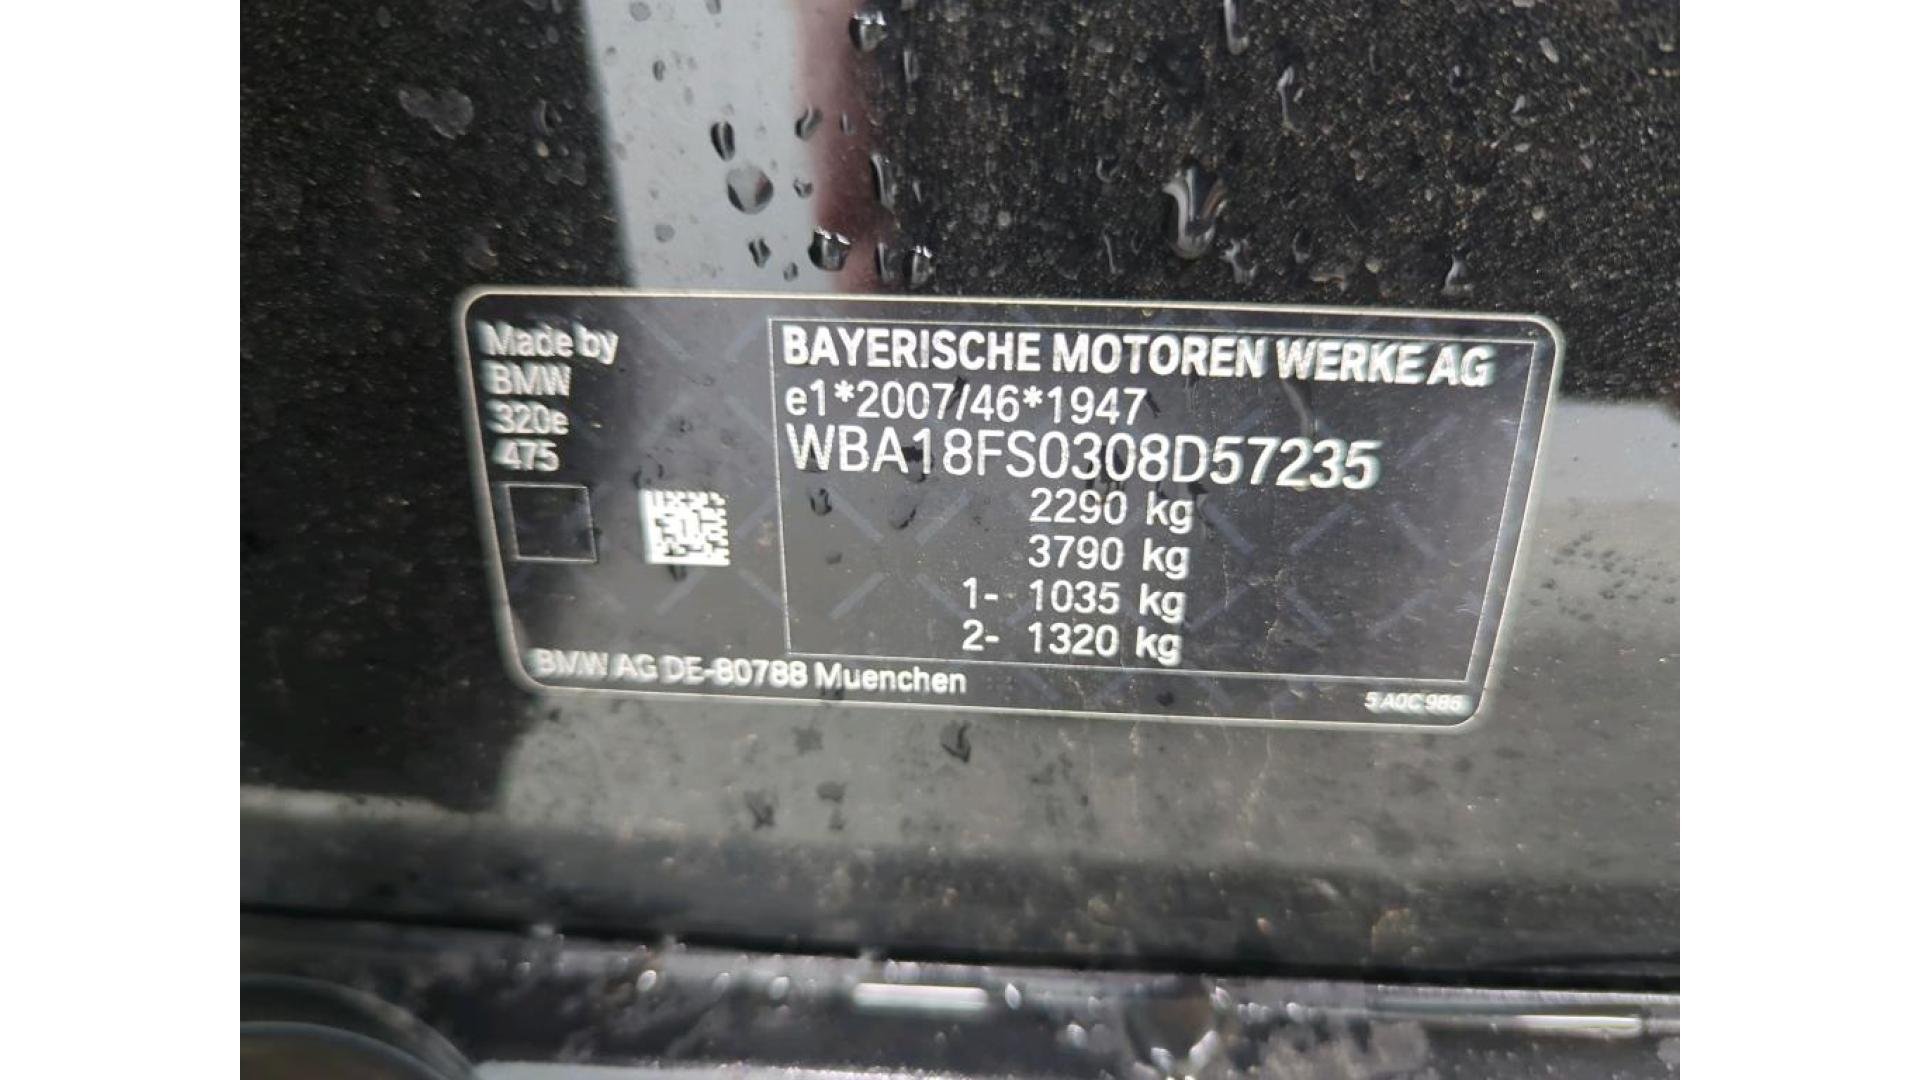 Made by
BMW
320e
475
BAYERISCHE MOTOREN WERKE AG
e1*2007/46*1947
WBA18FS0308D57235
2290 kg
3790 kg
1- 1035 kg
2- 1320 kg
BMW AG DE-80788 Muenchen
5 A0C 986